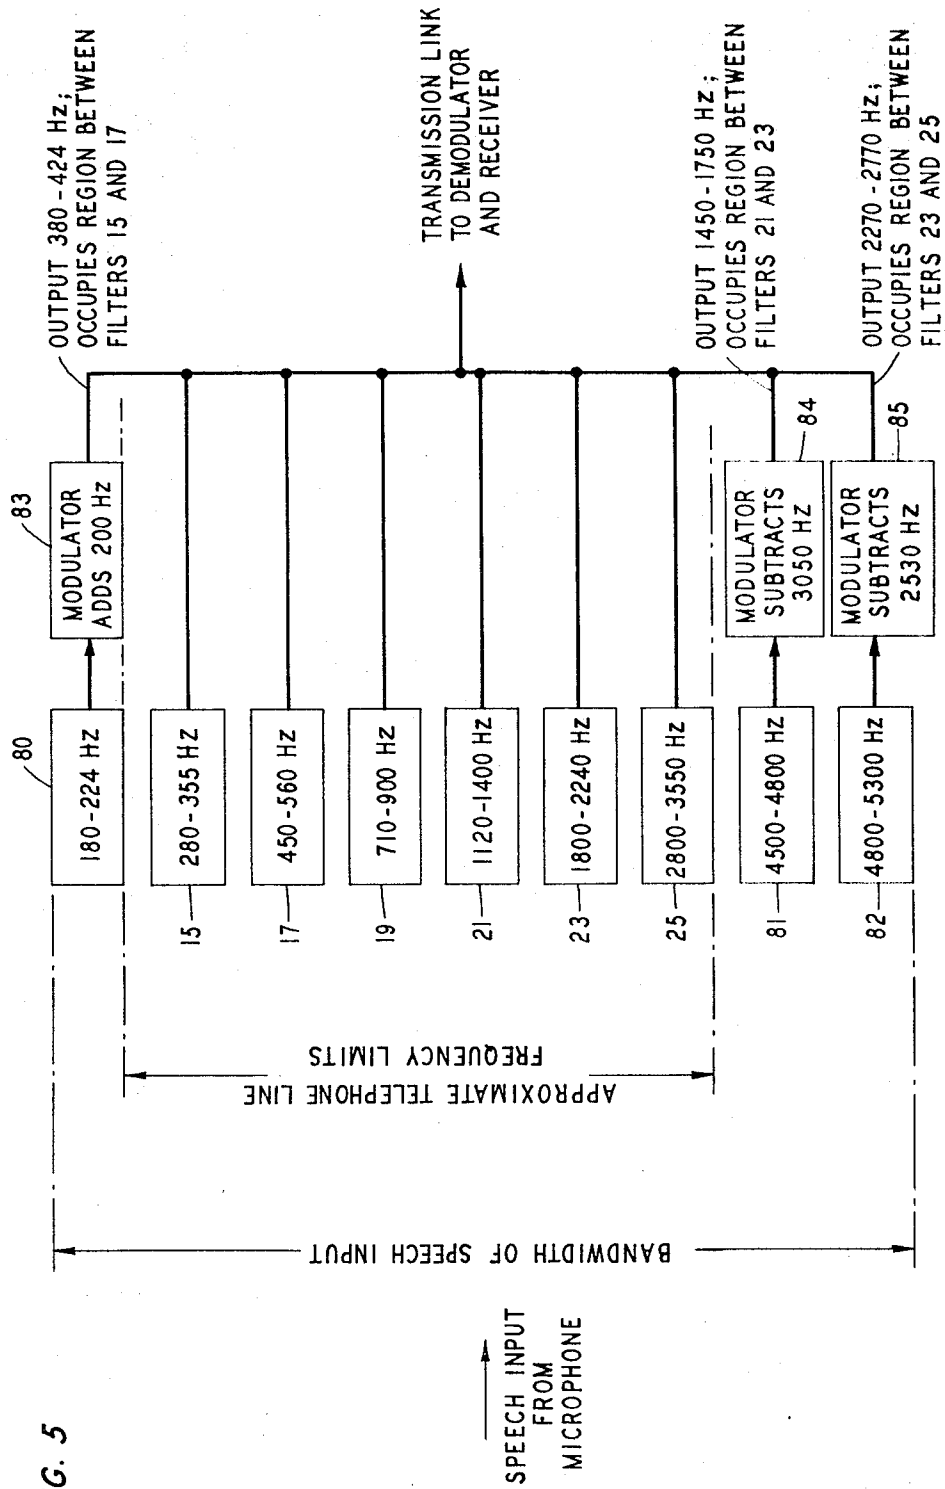 G. 5
SPEECH INPUT
FROM
MICROPHONE
BANDWIDTH OF SPEECH INPUT
APPROXIMATE TELEPHONE LINE
FREQUENCY LIMITS
80
180-224 Hz
83
MODULATOR
ADDS 200 Hz
OUTPUT 380-424 Hz;
OCCUPIES REGION BETWEEN
FILTERS 15 AND 17
15
280-355 Hz
17
450-560 Hz
19
710-900 Hz
21
1120-1400 Hz
23
1800-2240 Hz
25
2800-3550 Hz
TRANSMISSION LINK
TO DEMODULATOR
AND RECEIVER
81
4500-4800 Hz
MODULATOR
SUBTRACTS
3050 HZ
84
OUTPUT 1450-1750 HZ;
OCCUPIES REGION BETWEEN
FILTERS 21 AND 23
82
4800-5300 Hz
MODULATOR
SUBTRACTS
2530 HZ
85
OUTPUT 2270-2770 Hz;
OCCUPIES REGION BETWEEN
FILTERS 23 AND 25